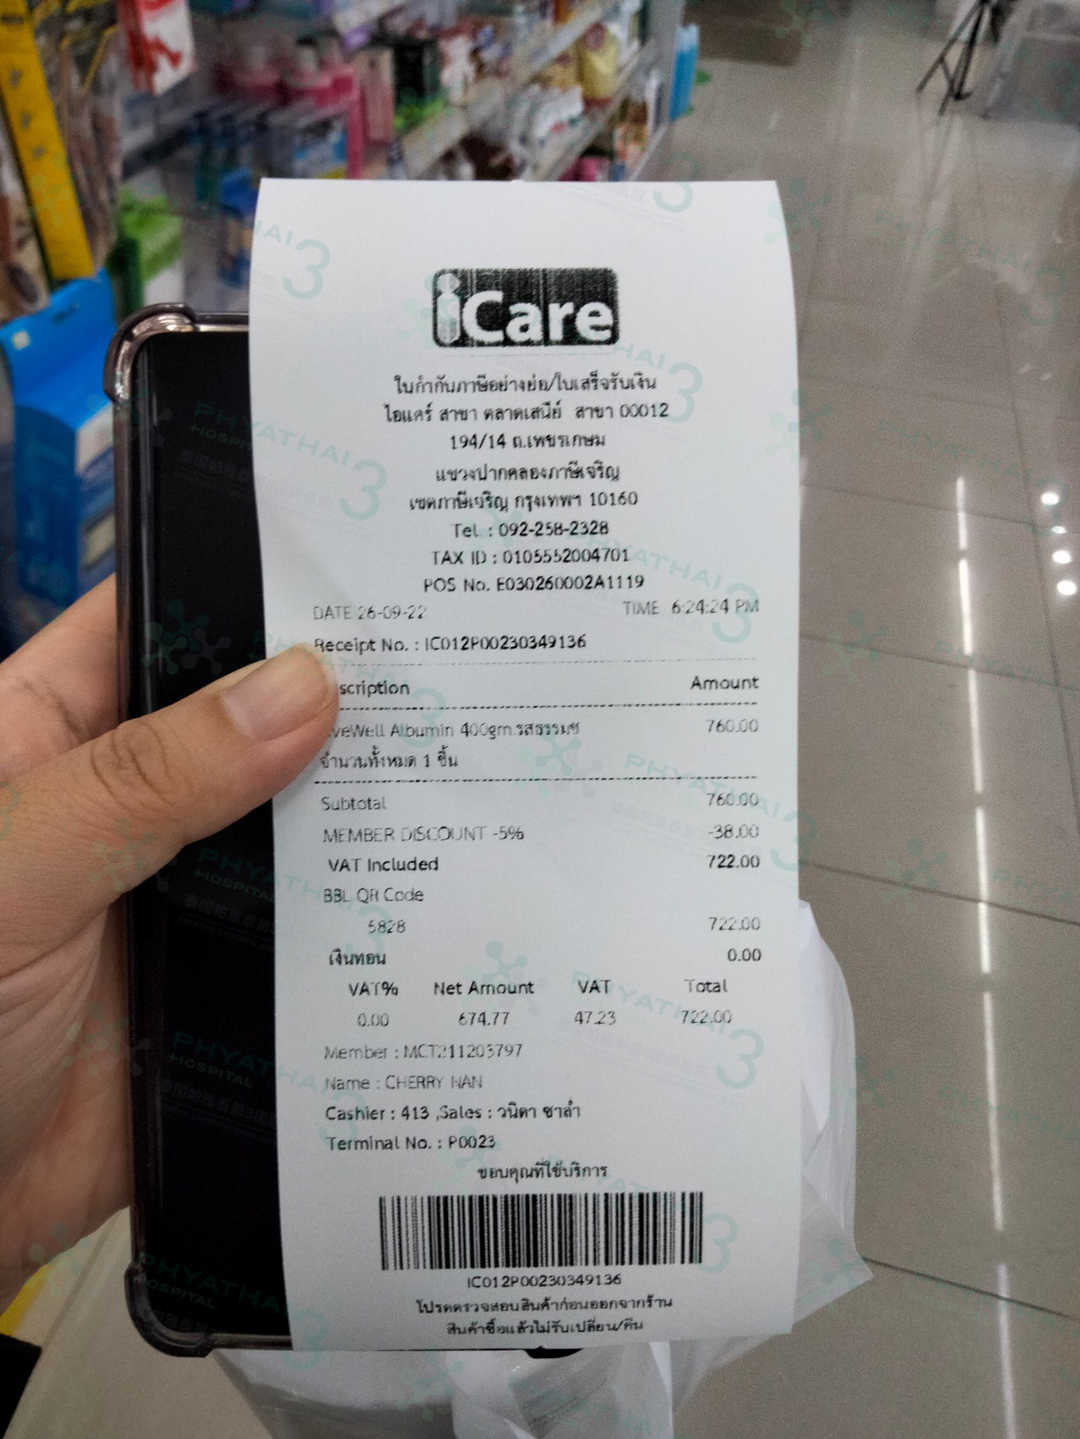 iCare
ใบกำกับภาษีอย่างย่อ/ใบเสร็จรับเงิน
ไอแคร์ สาขา ตลาดเสนีย์ สาขา 00012
194/14 ถ.เพชรเกษม
แขวงปากคลองภาษีเจริญ
เขตภาษีเจริญ กรุงเทพฯ 10160
Tel : 092-258-2328
TAX ID : 0105552004701
POS No. E030260002A1119
DATE 26-09-22 TIME 6:24:24 PM
Receipt No. : IC012P00230349136
scription Amount
veWell Albumin 400gm.รสธรรมช 760.00
จำนวนทั้งหมด 1 ชิ้น
Subtotal 760.00
MEMBER DISCOUNT -5% -38.00
VAT Included 722.00
BBL QR Code
5828 722.00
เงินทอน 0.00
VAT% Net Amount VAT Total
0.00 674.77 47.23 722.00
Member : MCT211203797
Name : CHERRY NAN
Cashier : 413 ,Sales : วนิดา ซาลำ
Terminal No. : P0023
ขอบคุณที่ใช้บริการ
IC012P00230349136
โปรดตรวจสอบสินค้าก่อนออกจากร้าน
สินค้าซื้อแล้วไม่รับเปลี่ยน/คืน
PHYATHAI 3
HOSPITAL